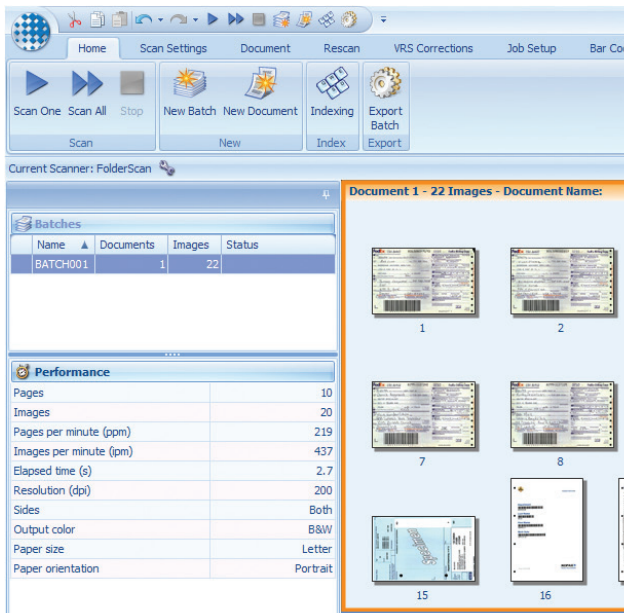 Home Scan Settings Document Rescan VRS Corrections Job Setup Bar Co
Scan One Scan All Stop New Batch New Document Indexing Export Batch
Scan New Index Export
Current Scanner: FolderScan
Document 1 - 22 Images - Document Name:
Batches
Name Documents Images Status
BATCH001 1 22
1 2
Performance
Pages 10
Images 20
Pages per minute (ppm) 219
Images per minute (ipm) 437
Elapsed time (s) 2.7
Resolution (dpi) 200
Sides Both
Output color B&W
Paper size Letter
Paper orientation Portrait
7 8
15 16